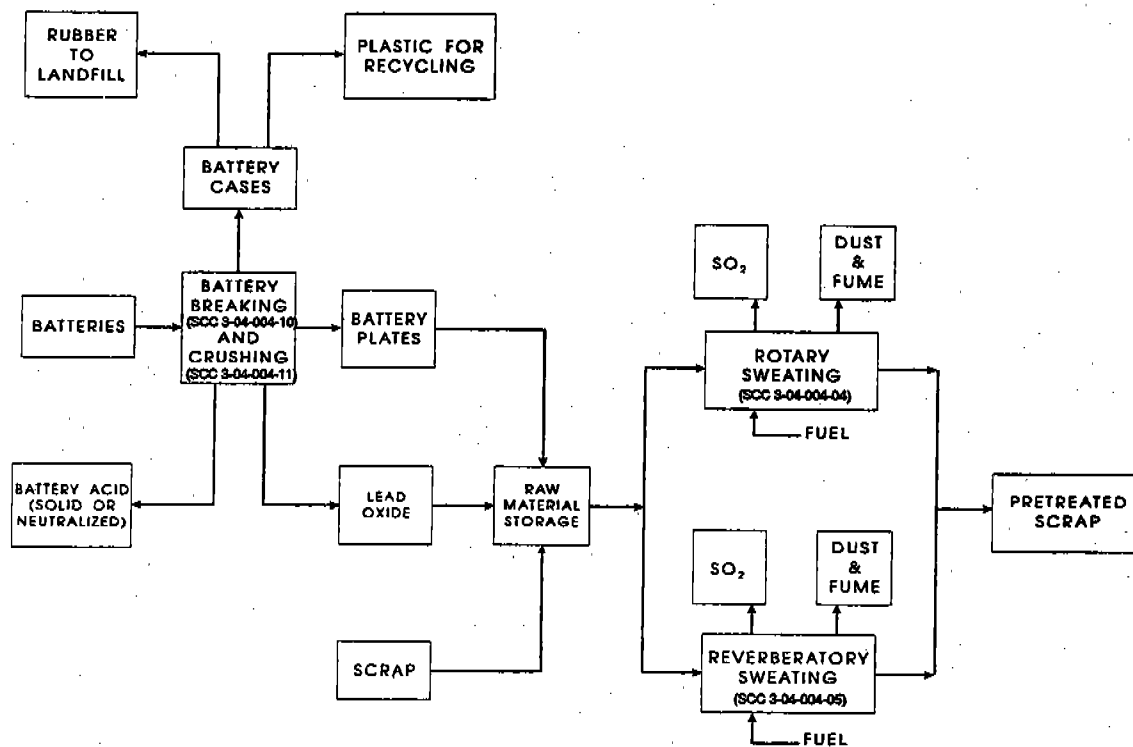 RUBBER
TO
LANDFILL
PLASTIC FOR
RECYCLING
BATTERY
CASES
BATTERIES
BATTERY
BREAKING
(SCC 3-04-004-10)
AND
CRUSHING
(SCC 3-04-004-11)
BATTERY
PLATES
BATTERY ACID
(SOLID OR
NEUTRALIZED)
LEAD
OXIDE
RAW
MATERIAL
STORAGE
SCRAP
SO₂
DUST
&
FUME
ROTARY
SWEATING
(SCC 3-04-004-04)
FUEL
SO₂
DUST
&
FUME
REVERBERATORY
SWEATING
(SCC 3-04-004-05)
FUEL
PRETREATED
SCRAP